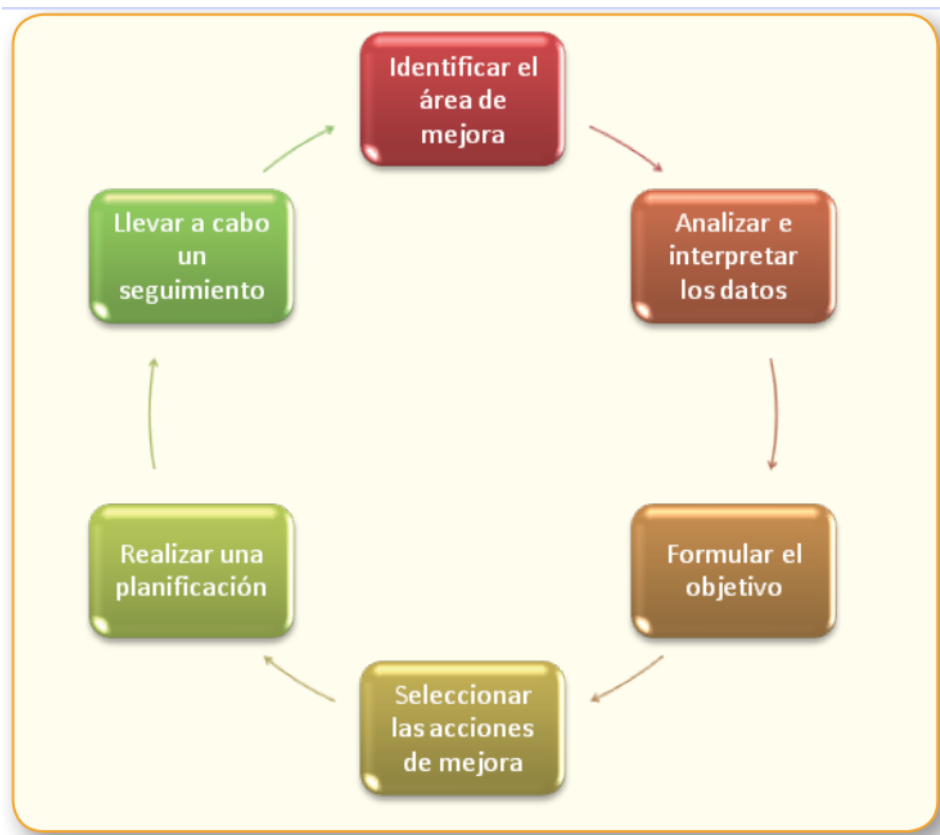 Identificar el
área de
mejora
Analizar e
interpretar
los datos
Formular el
objetivo
Seleccionar
las acciones
de mejora
Realizar una
planificación
Llevar a cabo
un
seguimiento